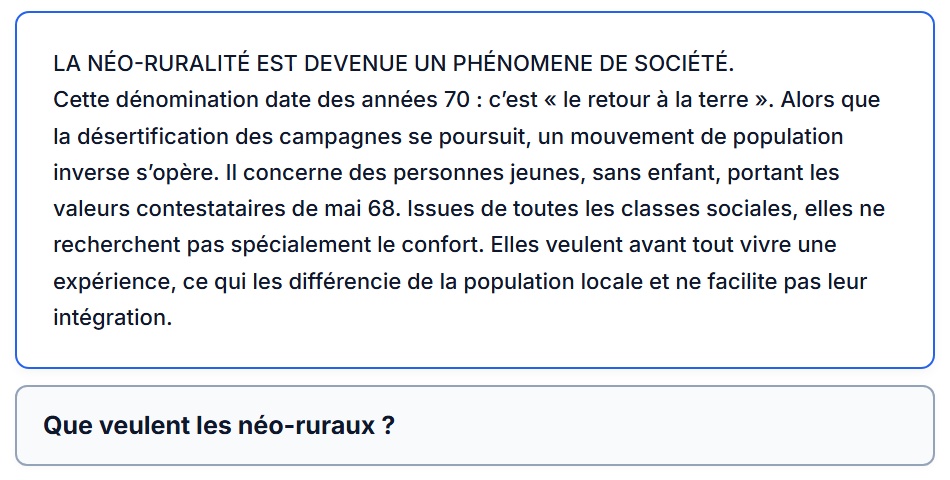 LA NÉO-RURALITÉ EST DEVENUE UN PHÉNOMENE DE SOCIÉTÉ.
Cette dénomination date des années 70 : c’est « le retour à la terre ». Alors que
la désertification des campagnes se poursuit, un mouvement de population
inverse s’opère. Il concerne des personnes jeunes, sans enfant, portant les
valeurs contestataires de mai 68. Issues de toutes les classes sociales, elles ne
recherchent pas spécialement le confort. Elles veulent avant tout vivre une
expérience, ce qui les différencie de la population locale et ne facilite pas leur
intégration.
Que veulent les néo-ruraux ?